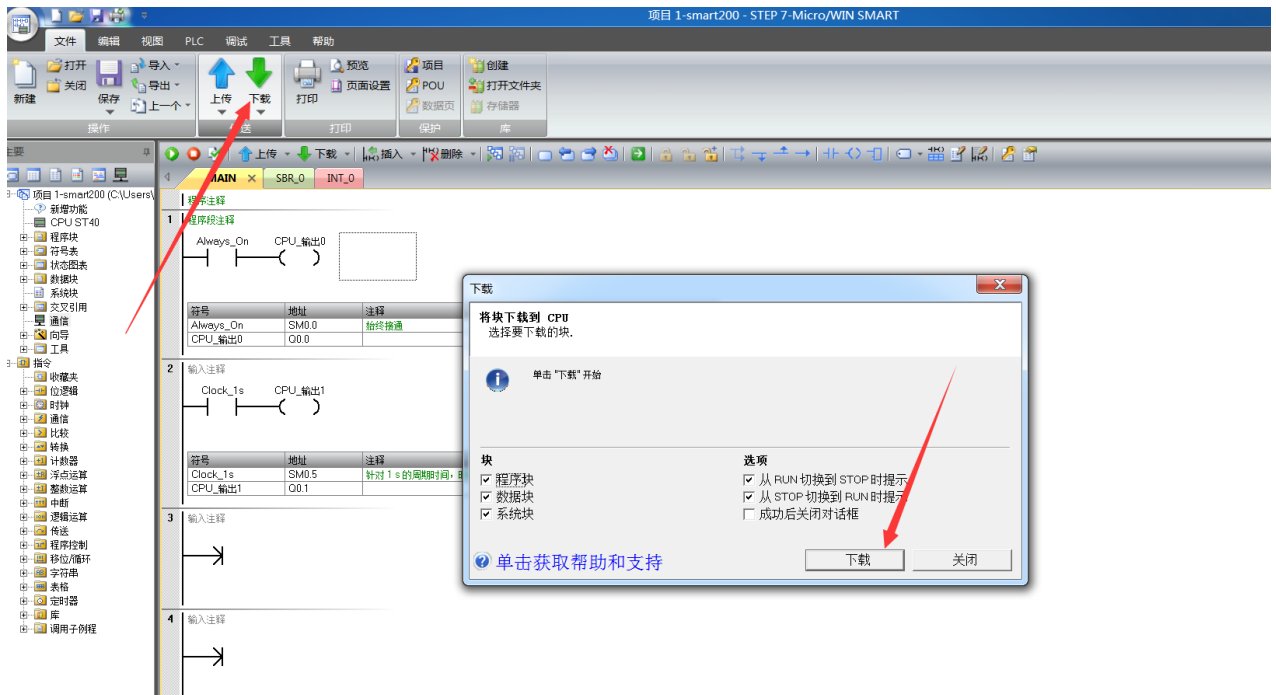 项目 1-smart200 - STEP 7-Micro/WIN SMART
文件 编辑 视图 PLC 调试 工具 帮助
新建 打开 关闭 保存 导入 导出 上一个
上传 下载
打印 预览 页面设置
项目 POU 数据页
创建 打开文件夹 存储器
操作 传送 打印 保护 库
主要
上传 下载 插入 删除
MAIN SBR_0 INT_0
项目 1-smart200 (C:\Users\
新增功能
CPU ST40
程序块
符号表
状态图表
数据块
系统块
交叉引用
通信
向导
工具
指令
收藏夹
位逻辑
时钟
通信
比较
转换
计数器
浮点运算
整数运算
中断
逻辑运算
传送
程序控制
移位/循环
字符串
表格
定时器
库
调用子例程
程序注释
1 程序段注释
Always_On CPU_输出0
符号 地址 注释
Always_On SM0.0 始终接通
CPU_输出0 Q0.0
2 输入注释
Clock_1s CPU_输出1
符号 地址 注释
Clock_1s SM0.5 针对 1 s 的周期时间,
CPU_输出1 Q0.1
3 输入注释
4 输入注释
下载
将块下载到 CPU
选择要下载的块.
单击 "下载" 开始
块
程序块
数据块
系统块
选项
从 RUN 切换到 STOP 时提示
从 STOP 切换到 RUN 时提示
成功后关闭对话框
单击获取帮助和支持
下载 关闭